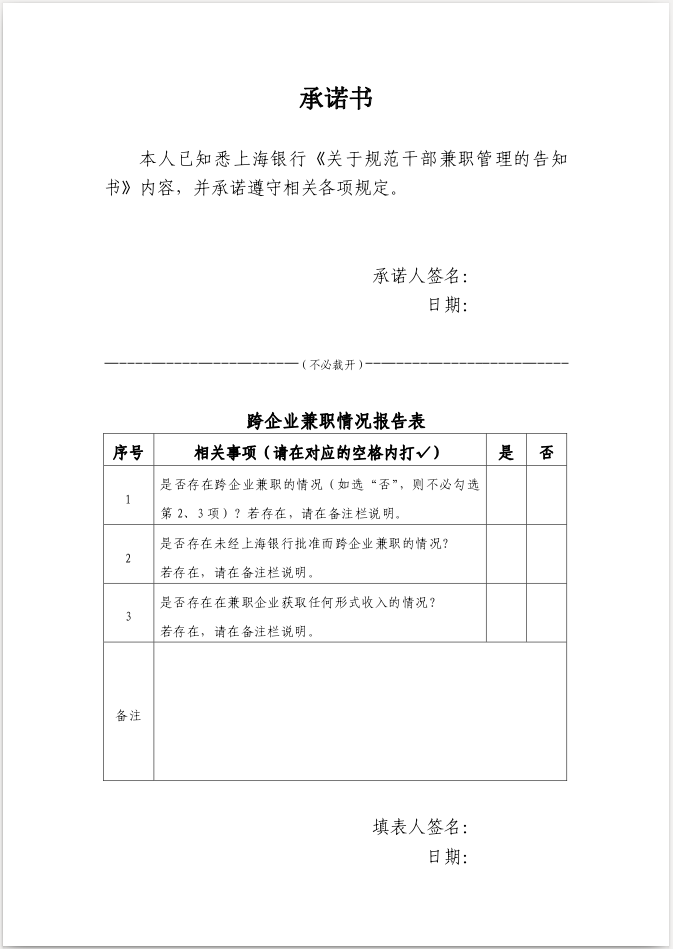 承诺书
本人已知悉上海银行《关于规范干部兼职管理的告知
书》内容，并承诺遵守相关各项规定。
承诺人签名：
日期：
————————————————————————（不必裁开）————————————————————————
跨企业兼职情况报告表
序号 相关事项（请在对应的空格内打✓） 是 否
1 是否存在跨企业兼职的情况（如选“否”，则不必勾选
第2、3项）？若存在，请在备注栏说明。
2 是否存在未经上海银行批准而跨企业兼职的情况？
若存在，请在备注栏说明。
3 是否存在在兼职企业获取任何形式收入的情况？
若存在，请在备注栏说明。
备注
填表人签名：
日期：